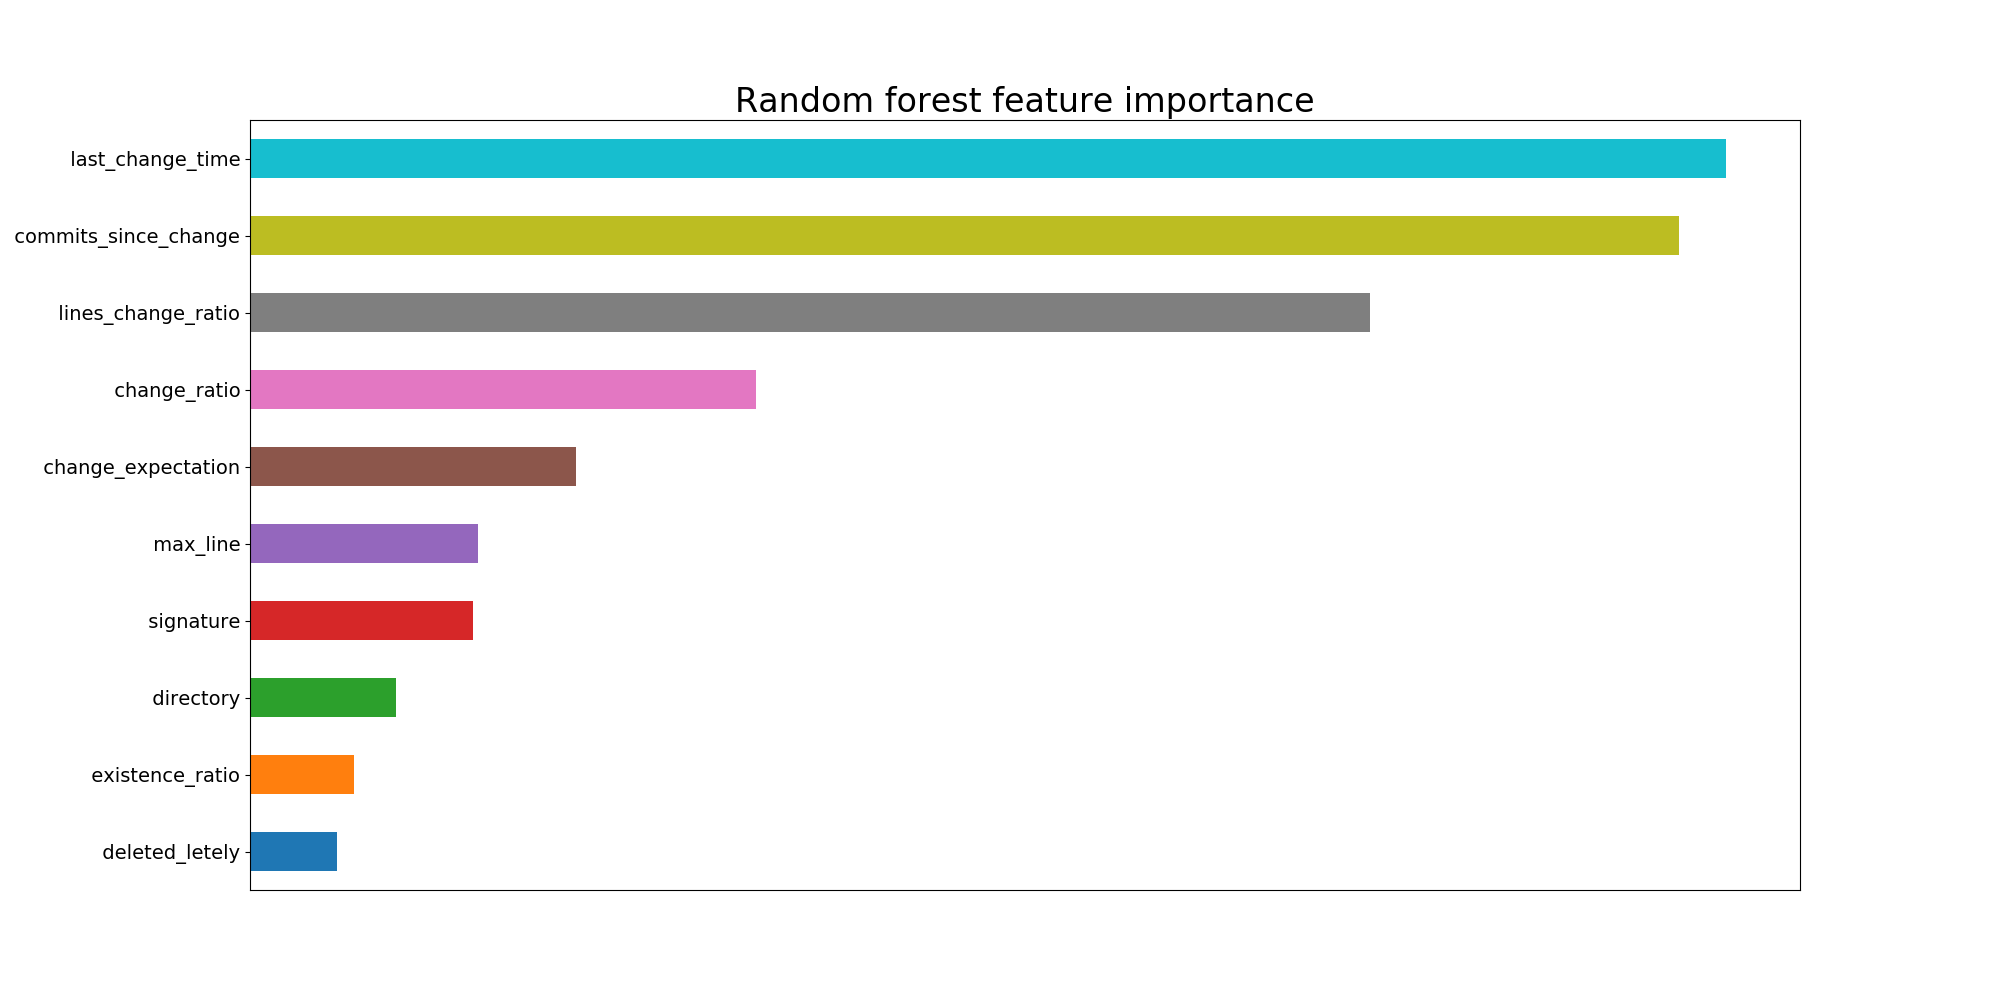 Random forest feature importance
last_change_time
commits_since_change
lines_change_ratio
change_ratio
change_expectation
max_line
signature
directory
existence_ratio
deleted_letely